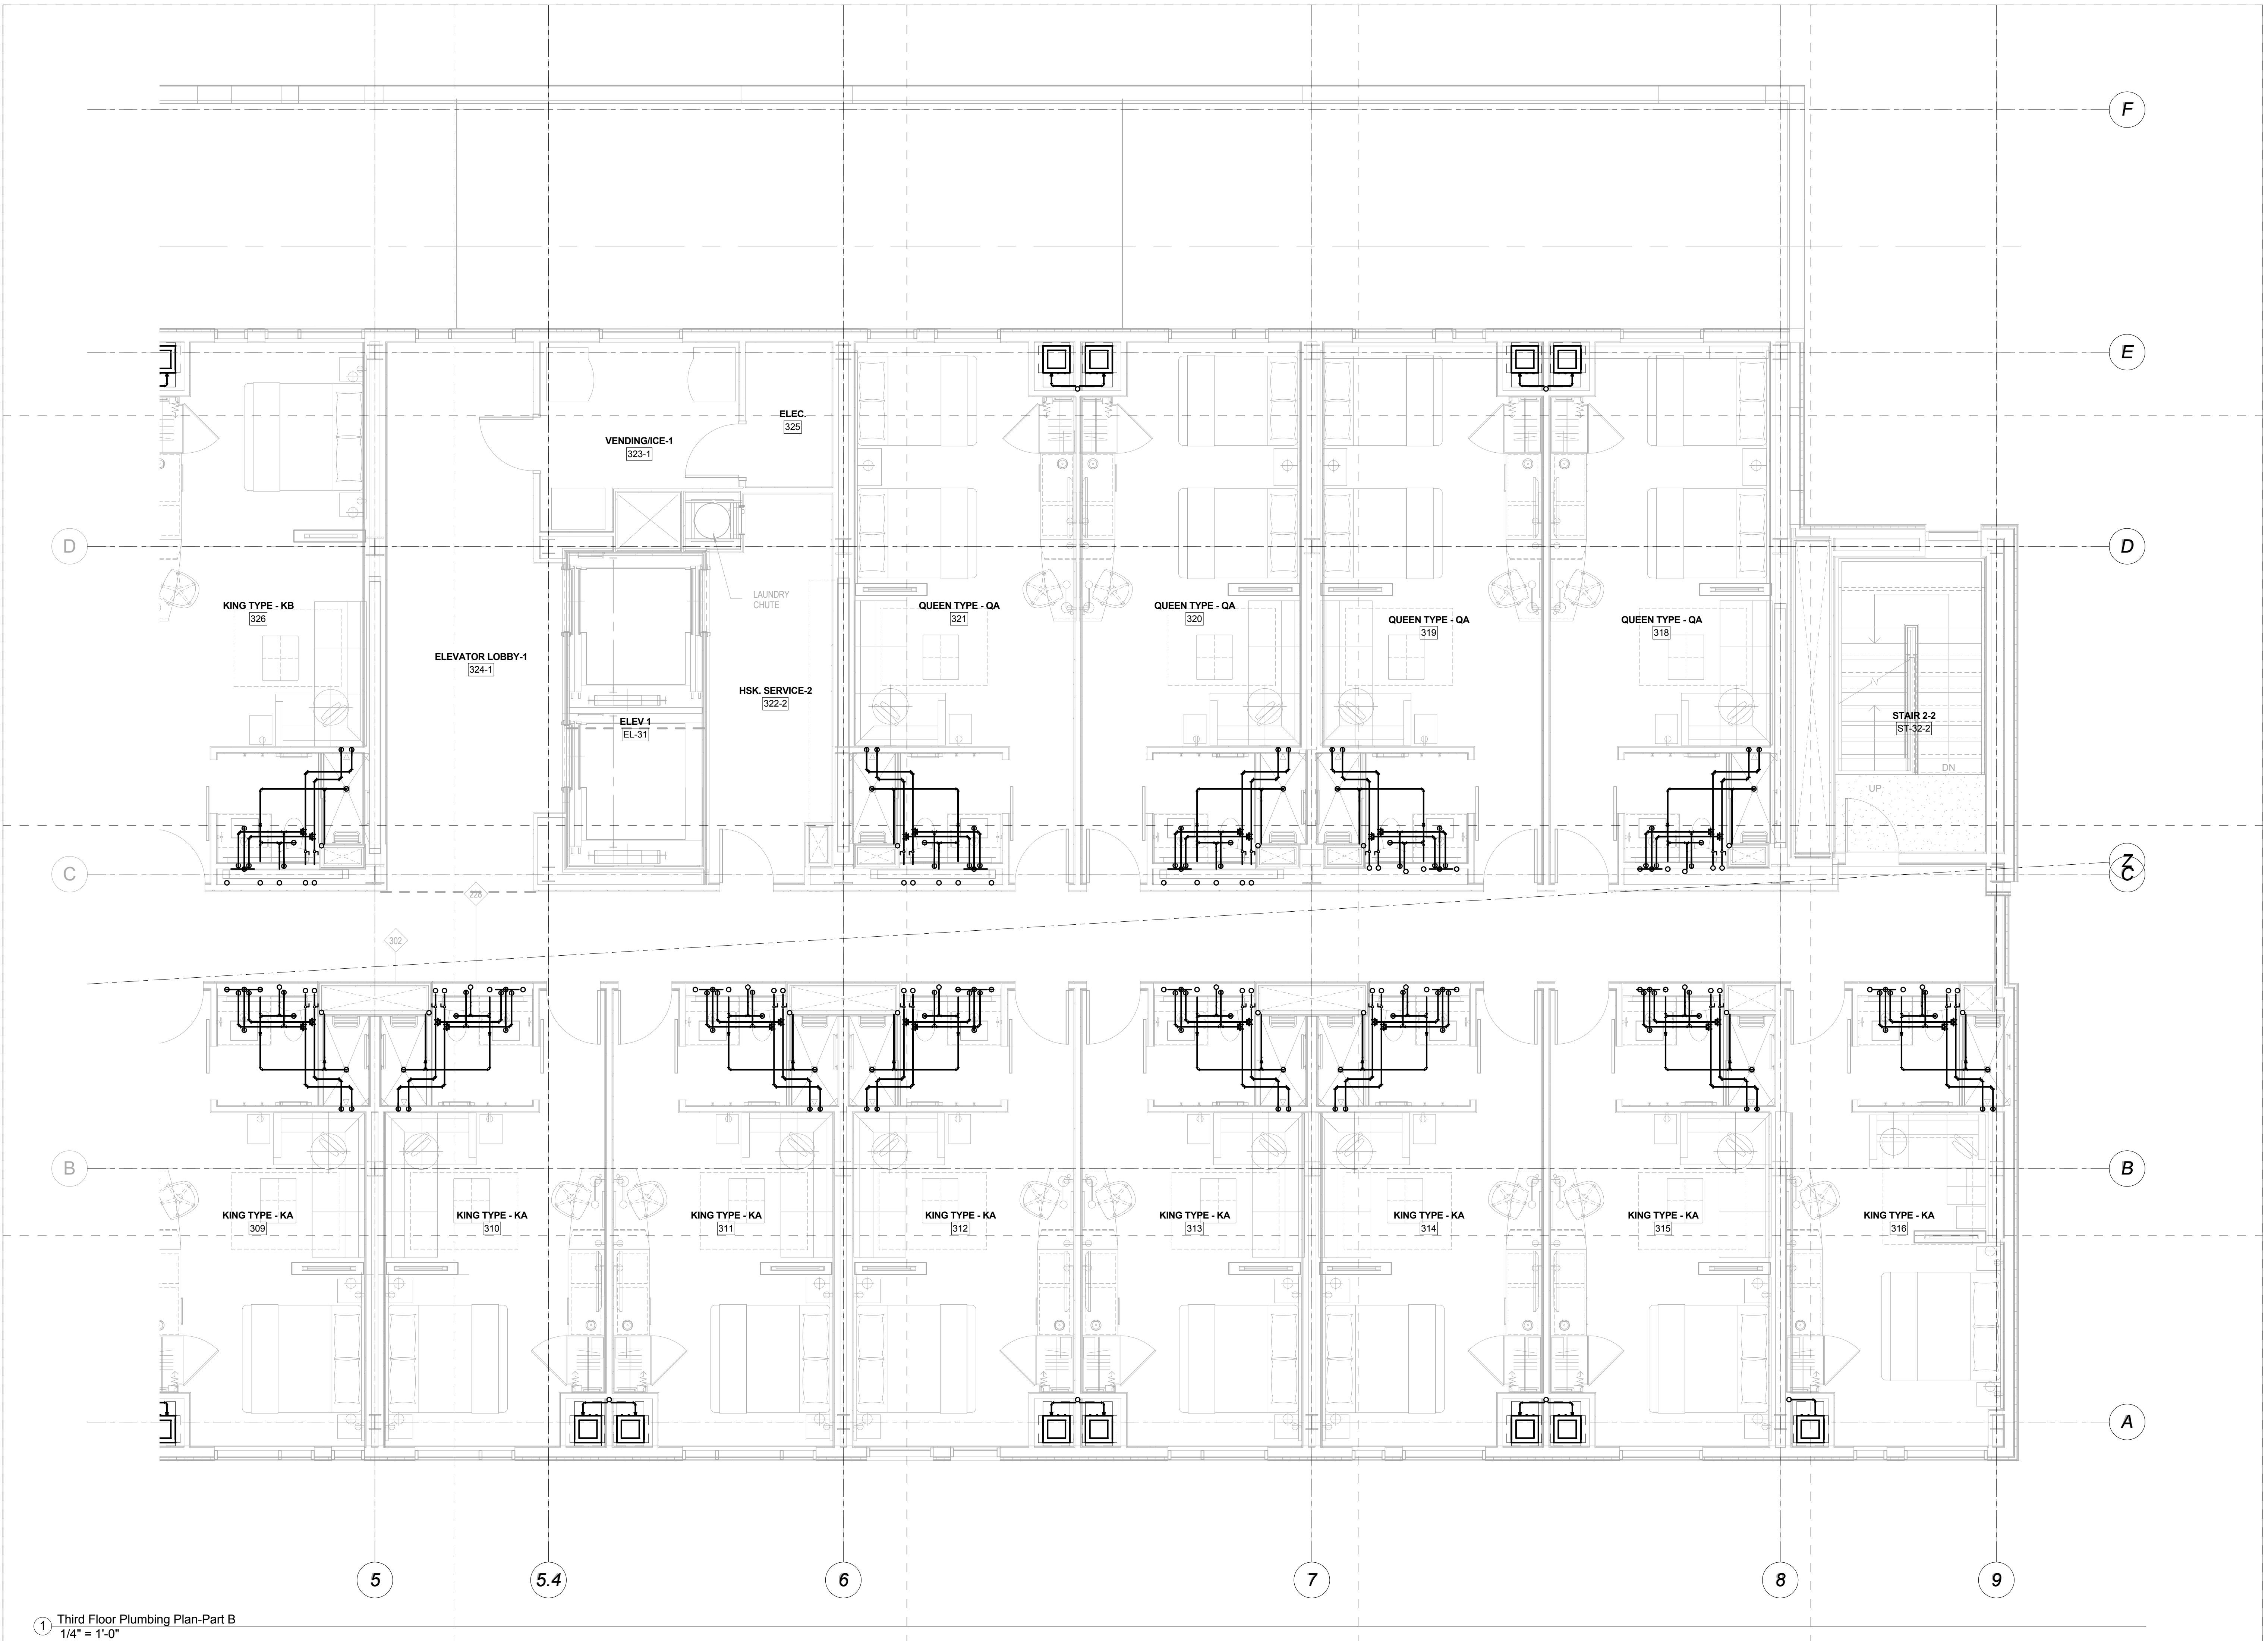 F
E
ELEC.
325
VENDING/ICE-1
323-1
D
D
LAUNDRY
CHUTE
KING TYPE - KB
326
QUEEN TYPE - QA
321
QUEEN TYPE - QA
320
QUEEN TYPE - QA
319
QUEEN TYPE - QA
318
ELEVATOR LOBBY-1
324-1
HSK. SERVICE-2
322-2
ELEV 1
EL-31
STAIR 2-2
ST-32-2
DN
UP
C
Z
C
228
302
B
B
KING TYPE - KA
309
KING TYPE - KA
310
KING TYPE - KA
311
KING TYPE - KA
312
KING TYPE - KA
313
KING TYPE - KA
314
KING TYPE - KA
315
KING TYPE - KA
316
A
5
5.4
6
7
8
9
1
Third Floor Plumbing Plan-Part B
1/4" = 1'-0"